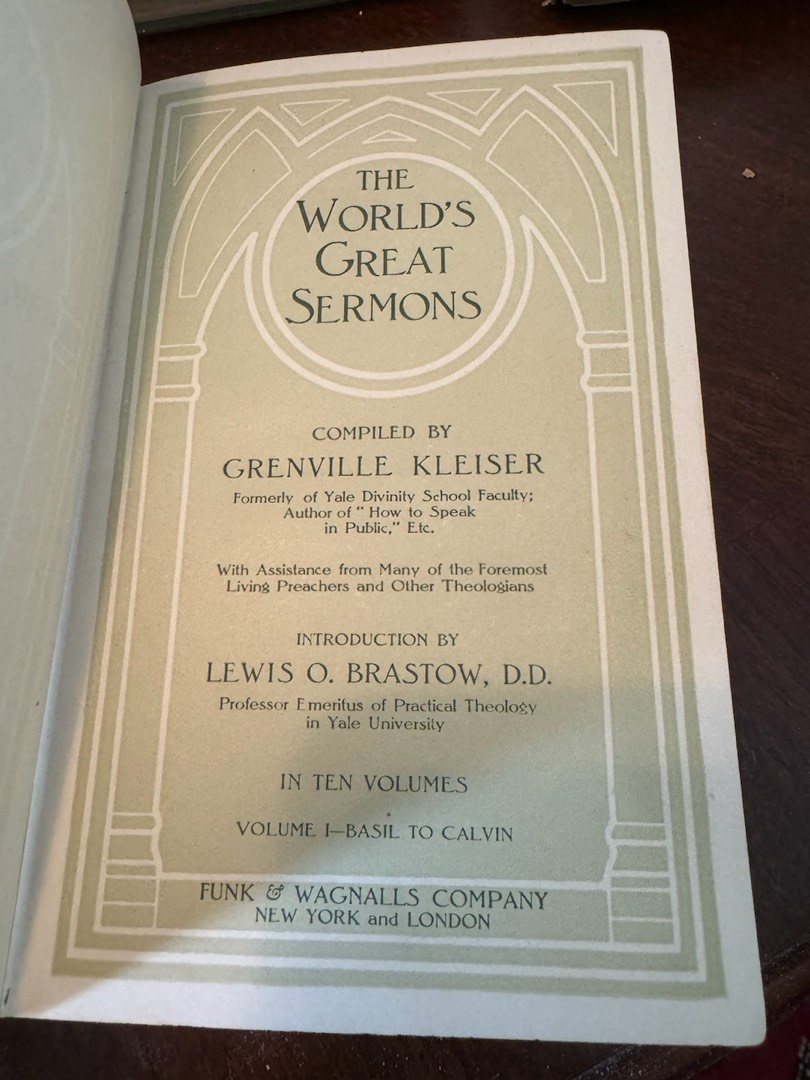 THE
WORLD'S
GREAT
SERMONS
COMPILED BY
GRENVILLE KLEISER
Formerly of Yale Divinity School Faculty;
Author of "How to Speak
in Public," Etc.
With Assistance from Many of the Foremost
Living Preachers and Other Theologians
INTRODUCTION BY
LEWIS O. BRASTOW, D.D.
Professor Emeritus of Practical Theology
in Yale University
IN TEN VOLUMES
VOLUME I—BASIL TO CALVIN
FUNK & WAGNALLS COMPANY
NEW YORK and LONDON